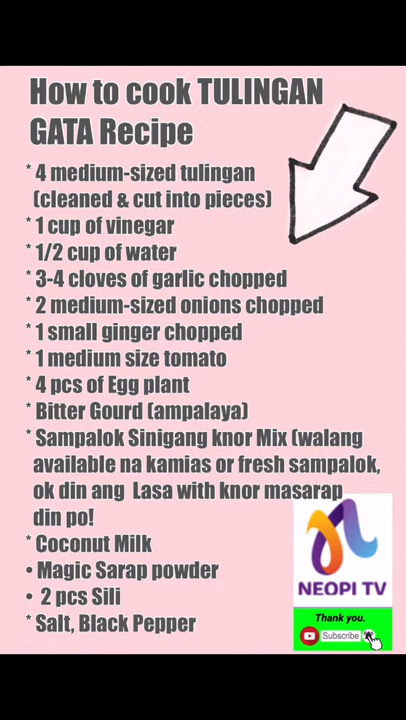 How to cook TULINGAN
GATA Recipe
* 4 medium-sized tulingan
(cleaned & cut into pieces)
* 1 cup of vinegar
* 1/2 cup of water
* 3-4 cloves of garlic chopped
* 2 medium-sized onions chopped
* 1 small ginger chopped
* 1 medium size tomato
* 4 pcs of Egg plant
* Bitter Gourd (ampalaya)
* Sampalok Sinigang knor Mix (walang
available na kamias or fresh sampalok,
ok din ang Lasa with knor masarap
din po!
* Coconut Milk
• Magic Sarap powder
• 2 pcs Sili
* Salt, Black Pepper
NEOPI TV
Thank you.
Subscribe